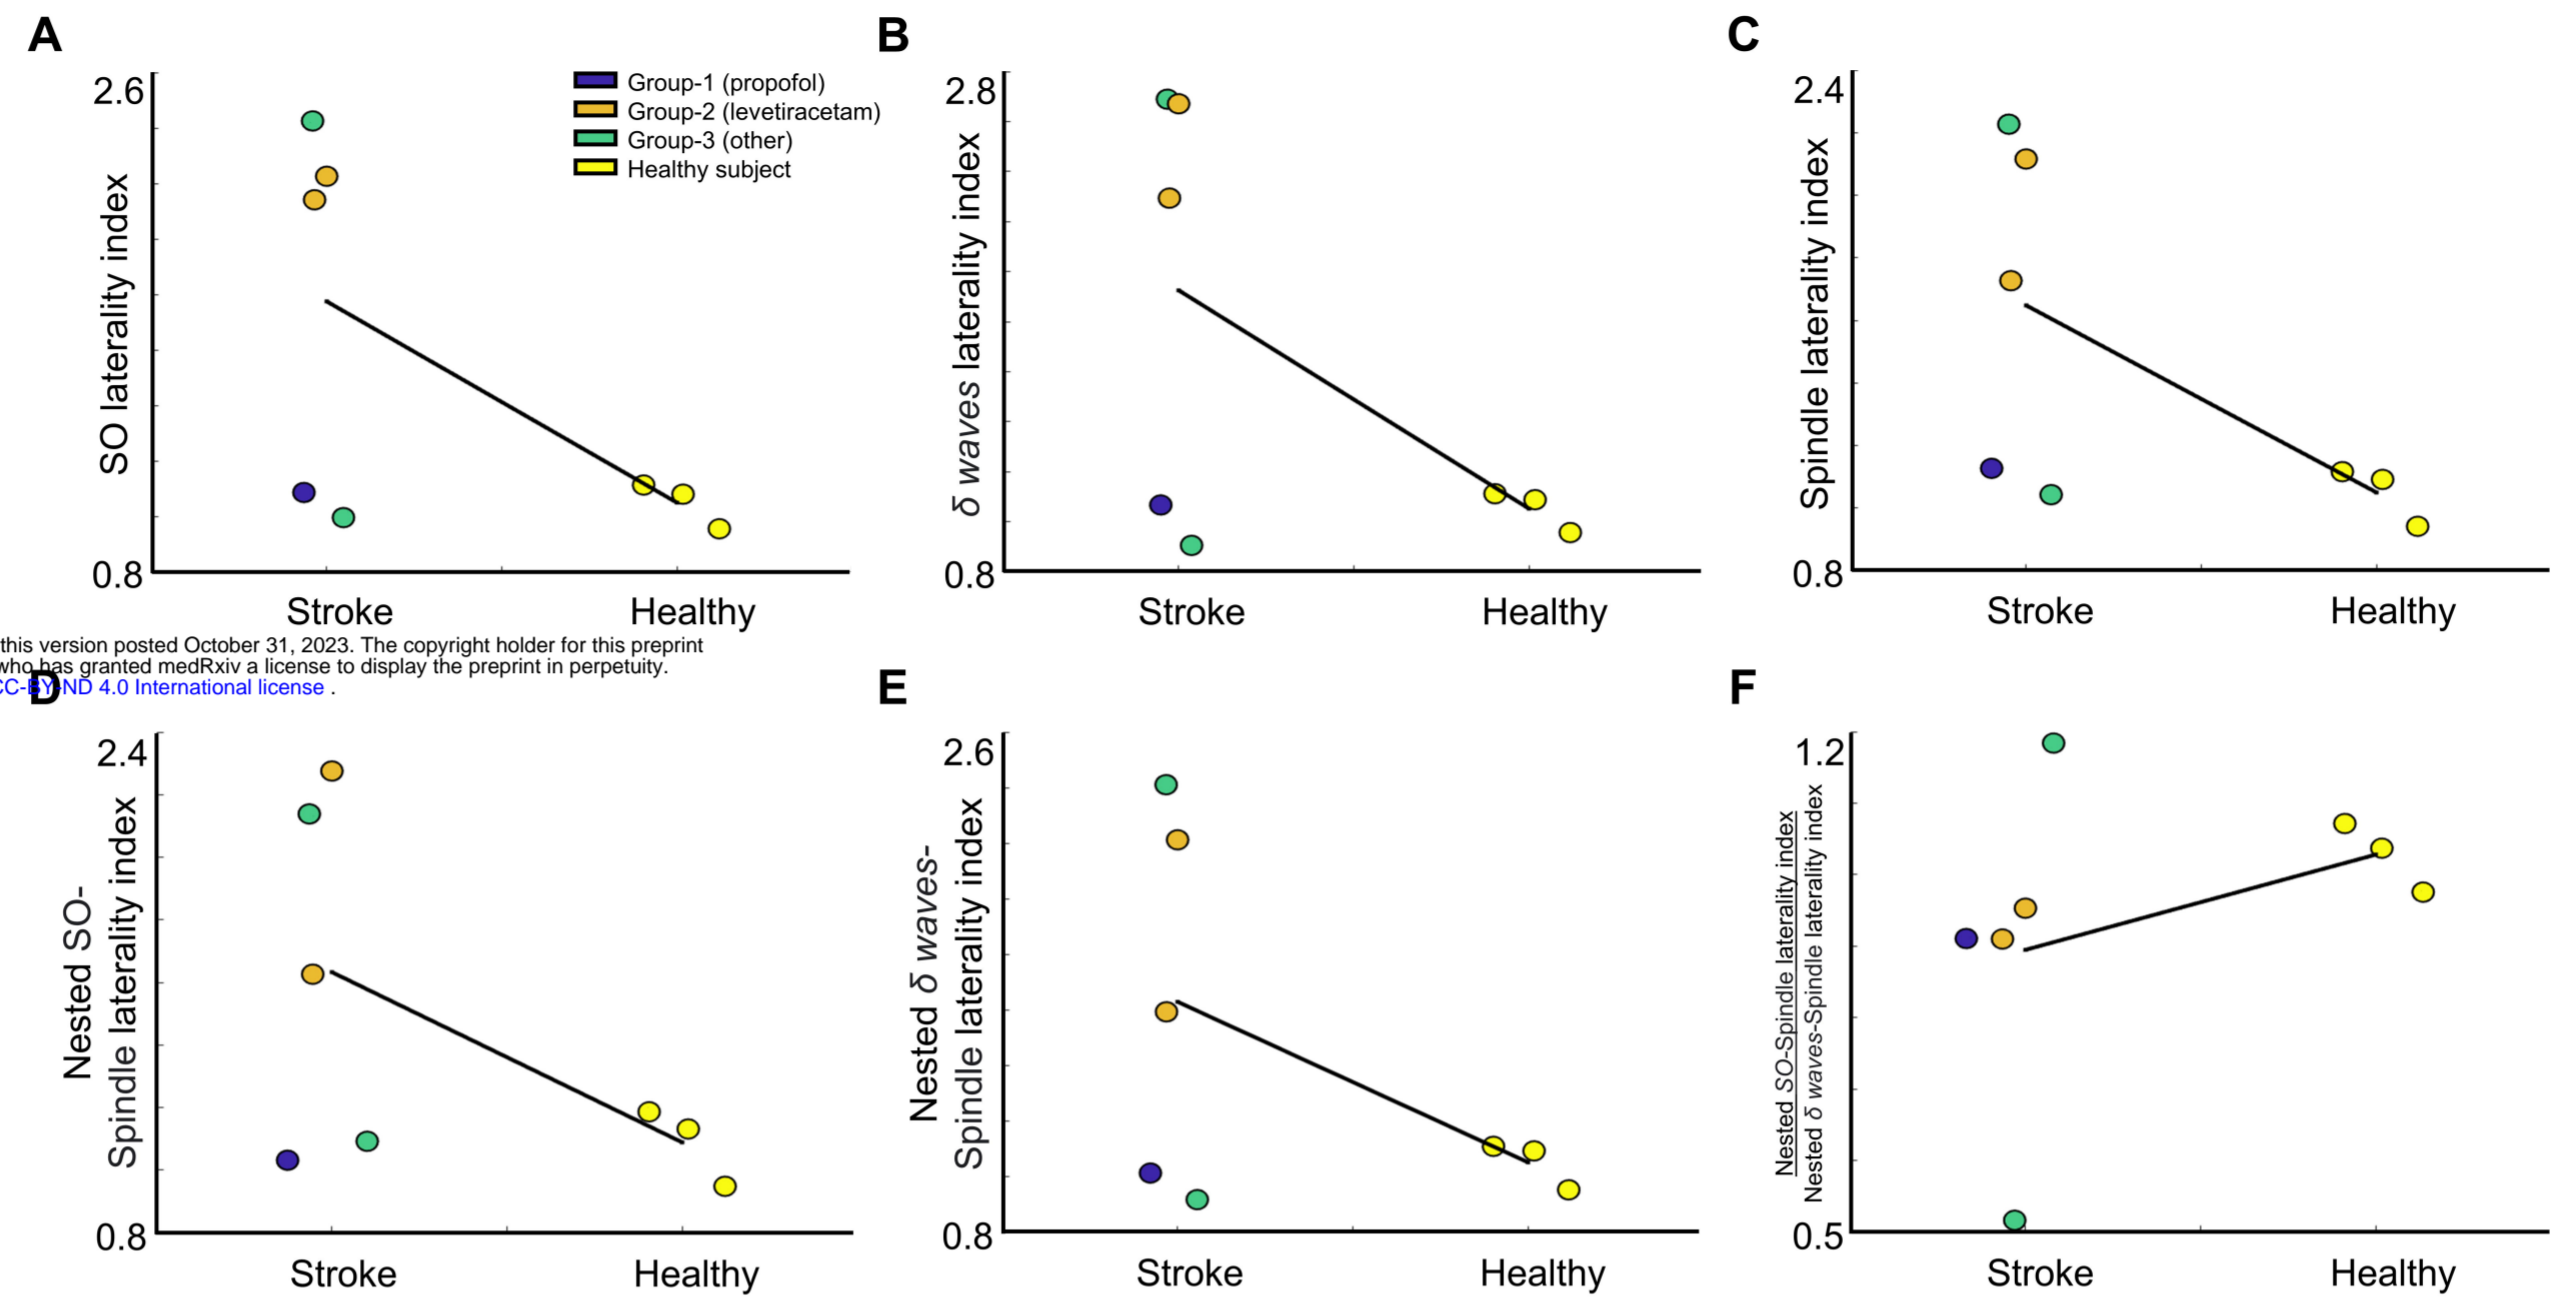 A
2.6
SO laterality index
0.8
Stroke
Healthy
Group-1 (propofol)
Group-2 (levetiracetam)
Group-3 (other)
Healthy subject
B
2.8
δ waves laterality index
0.8
Stroke
Healthy
C
2.4
Spindle laterality index
0.8
Stroke
Healthy
this version posted October 31, 2023. The copyright holder for this preprint
who has granted medRxiv a license to display the preprint in perpetuity.
CC-BY-ND 4.0 International license .
D
2.4
Nested SO-
Spindle laterality index
0.8
Stroke
Healthy
E
2.6
Nested δ waves-
Spindle laterality index
0.8
Stroke
Healthy
F
1.2
Nested SO-Spindle laterality index
Nested δ waves-Spindle laterality index
0.5
Stroke
Healthy